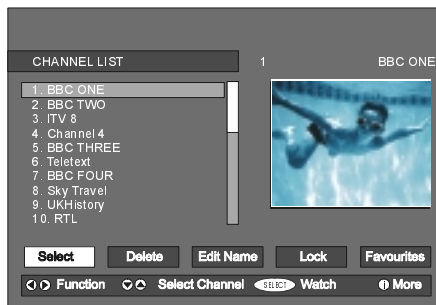 CHANNEL LIST
1 BBC ONE
1. BBC ONE
2. BBC TWO
3. ITV 8
4. Channel 4
5. BBC THREE
6. Teletext
7. BBC FOUR
8. Sky Travel
9. UKHistory
10. RTL
Select Delete Edit Name Lock Favourites
Function Select Channel SELECT Watch i More